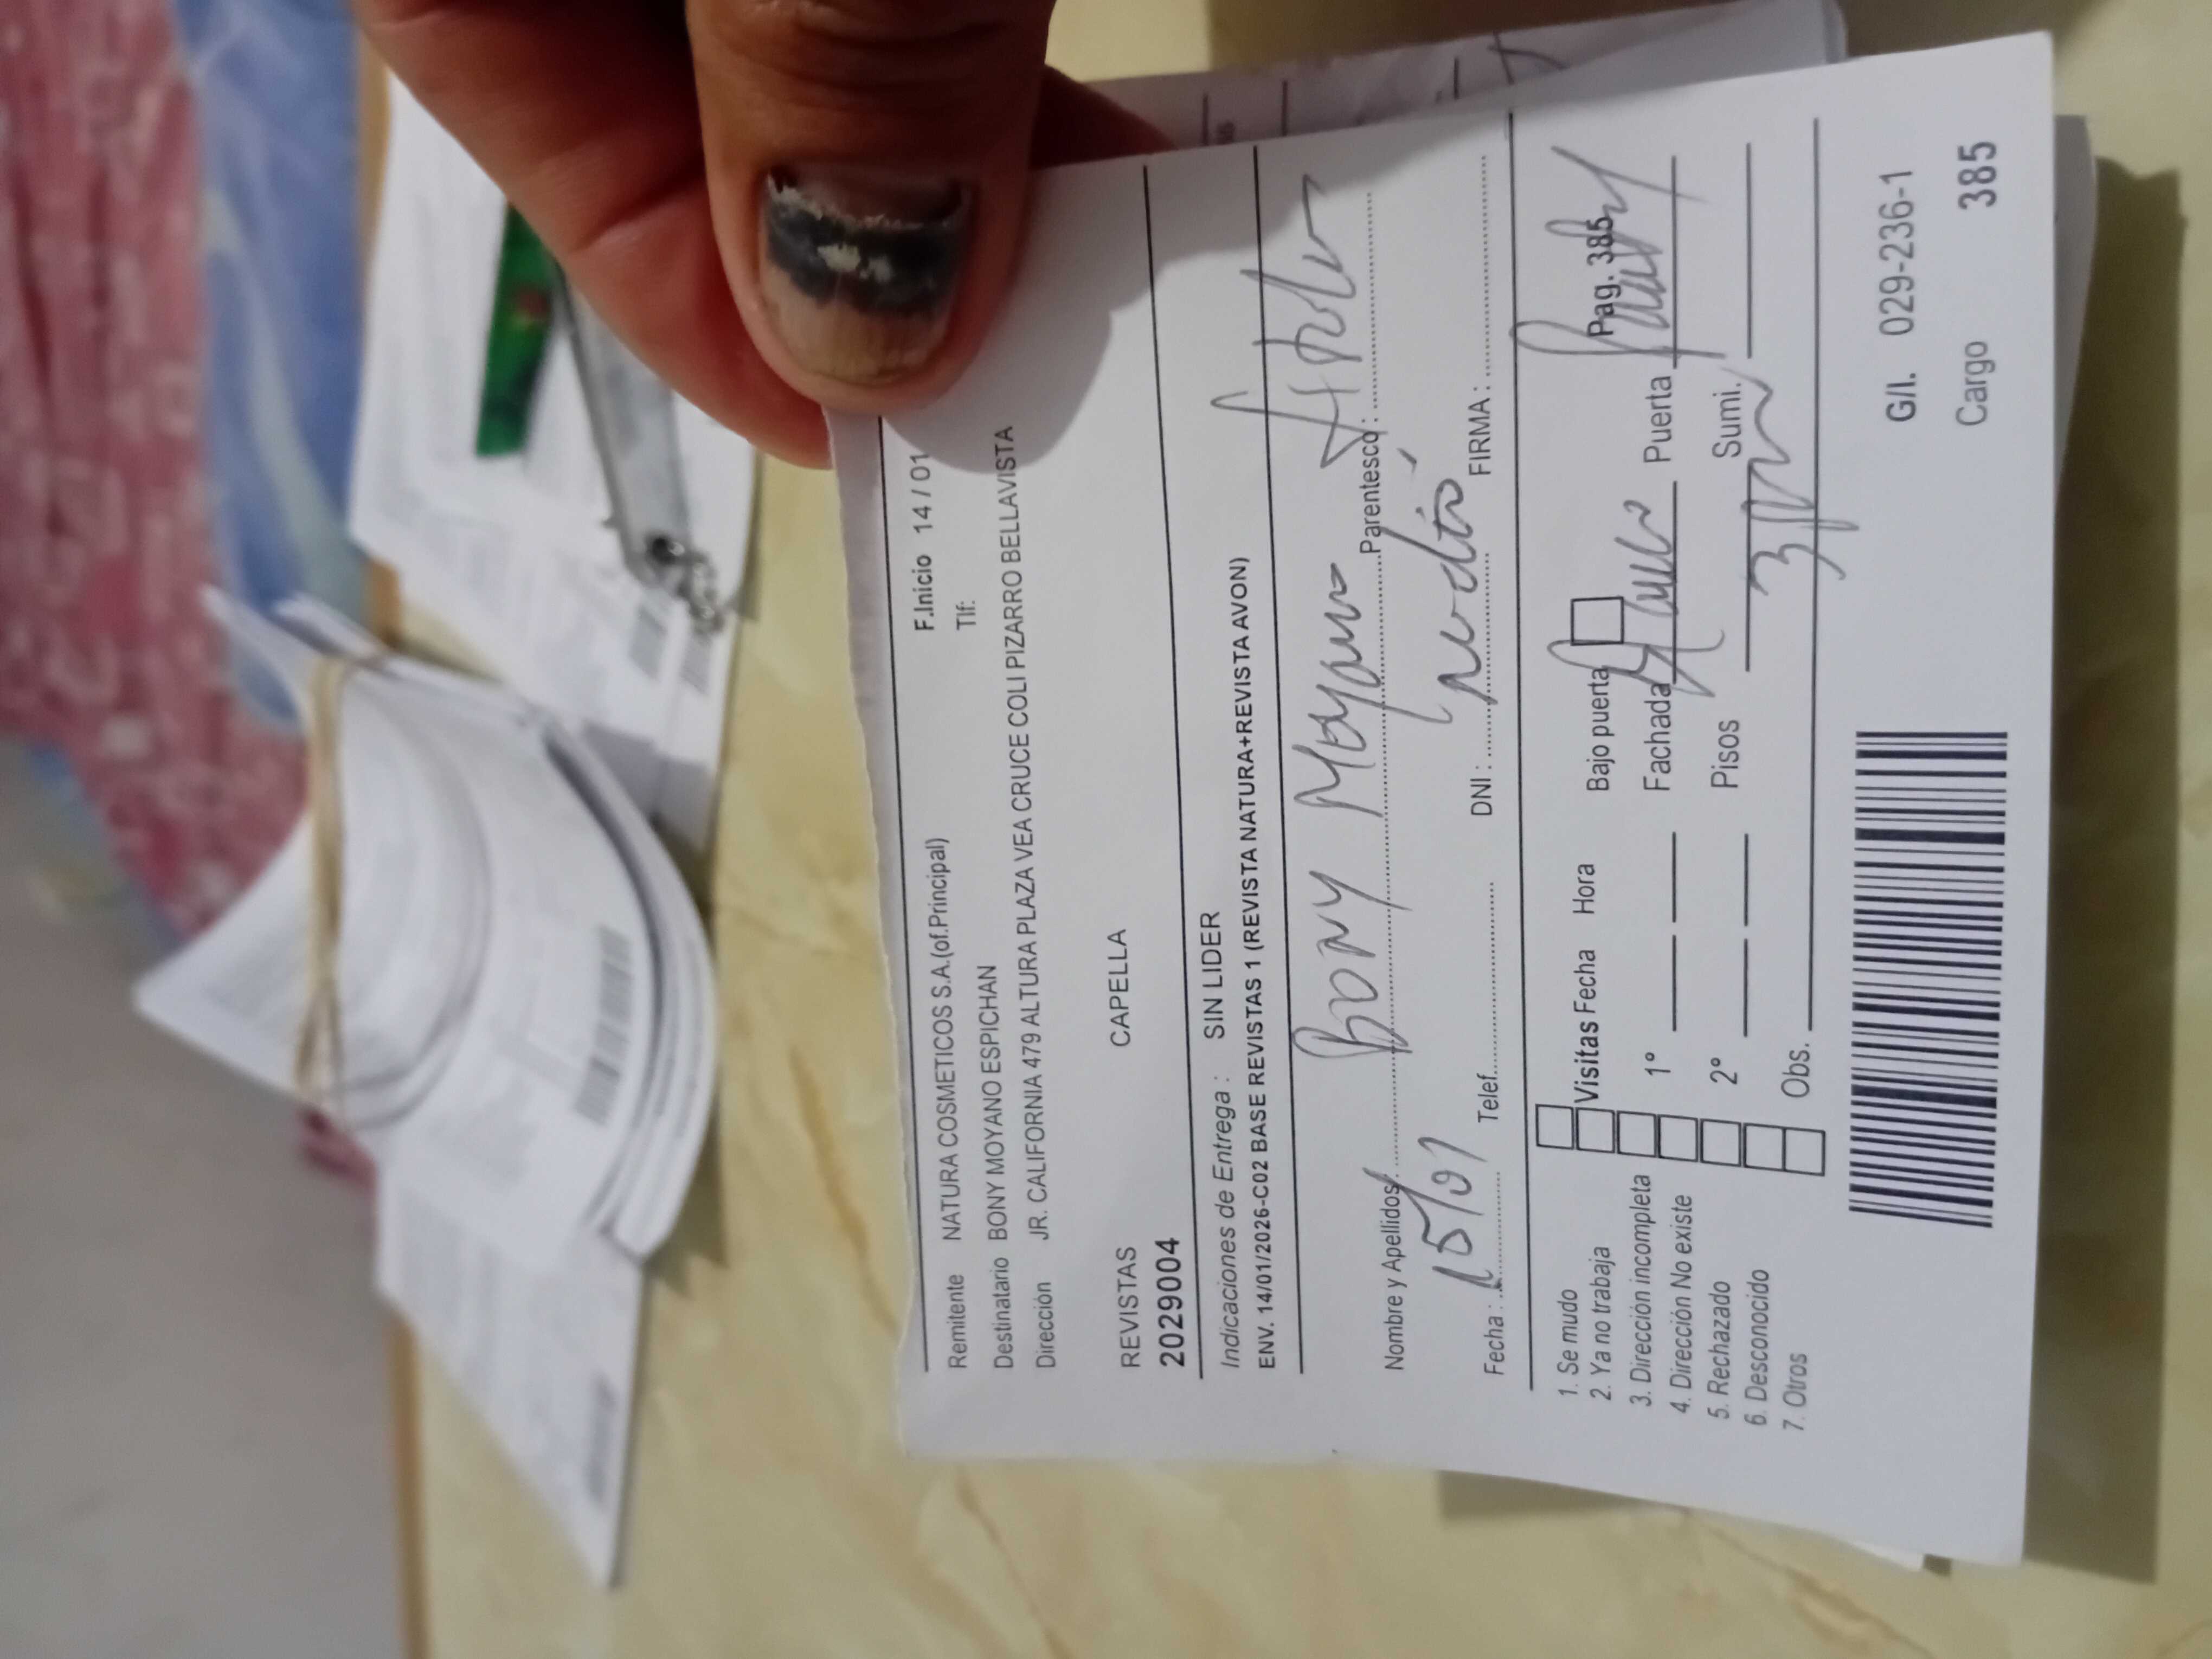 F.Inicio 14 / 01
Remitente NATURA COSMETICOS S.A.(of.Principal)
Tlf:
Destinatario BONY MOYANO ESPICHAN
Dirección JR. CALIFORNIA 479 ALTURA PLAZA VEA CRUCE COLI PIZARRO BELLAVISTA
REVISTAS CAPELLA
2029004
Indicaciones de Entrega : SIN LIDER
ENV. 14/01/2026-C02 BASE REVISTAS 1 (REVISTA NATURA+REVISTA AVON)
Nombre y Apellidos: Bony Moyano Parentesco :
Fecha : 15/01 Telef. DNI : FIRMA :
1. Se mudo
2. Ya no trabaja
3. Dirección incompleta
4. Dirección No existe
5. Rechazado
6. Desconocido
7. Otros
Visitas Fecha Hora Bajo puerta Pag. 385
1° Fachada Puerta
2° Pisos 3 Sumi.
Obs.
G/I. 029-236-1
Cargo 385